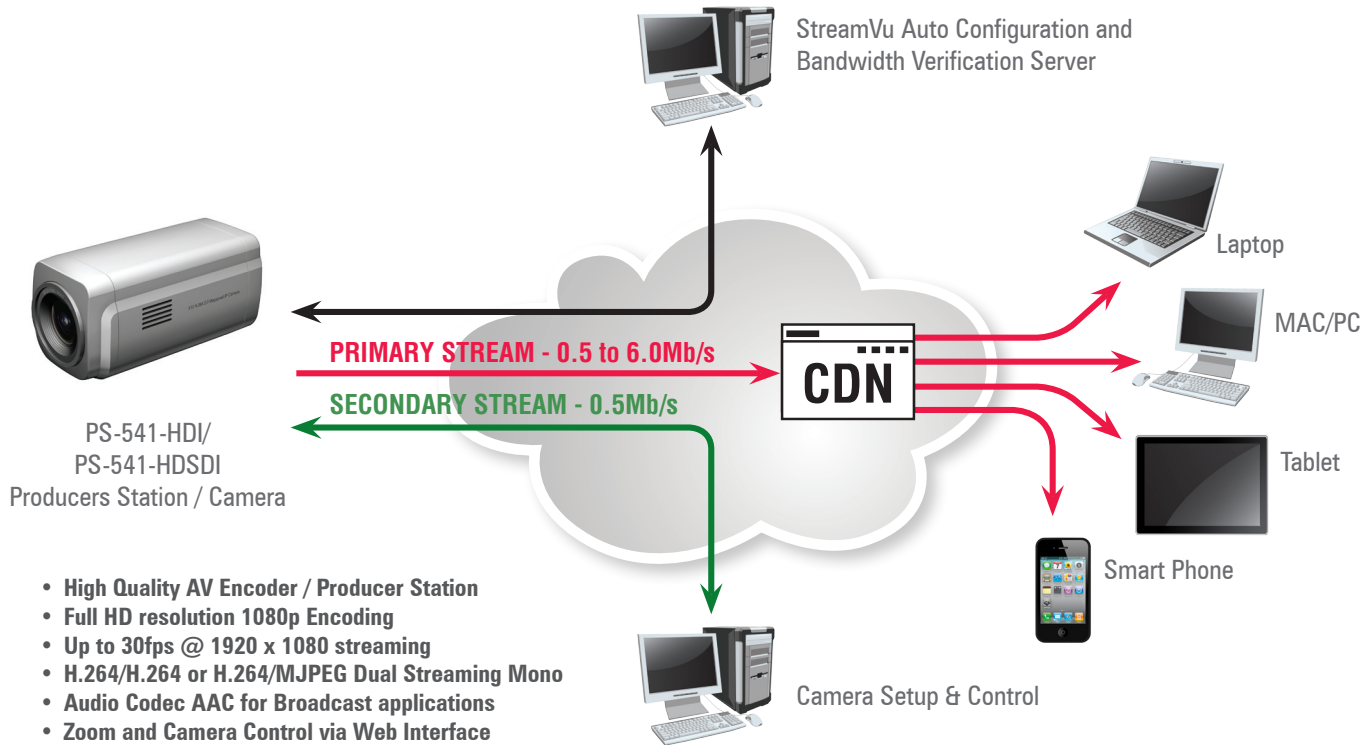 StreamVu Auto Configuration and
Bandwidth Verification Server
Laptop
MAC/PC
PRIMARY STREAM - 0.5 to 6.0Mb/s
CDN
SECONDARY STREAM - 0.5Mb/s
PS-541-HDI/
PS-541-HDSDI
Producers Station / Camera
Tablet
Smart Phone
• High Quality AV Encoder / Producer Station
• Full HD resolution 1080p Encoding
• Up to 30fps @ 1920 x 1080 streaming
• H.264/H.264 or H.264/MJPEG Dual Streaming Mono
• Audio Codec AAC for Broadcast applications
• Zoom and Camera Control via Web Interface
Camera Setup & Control